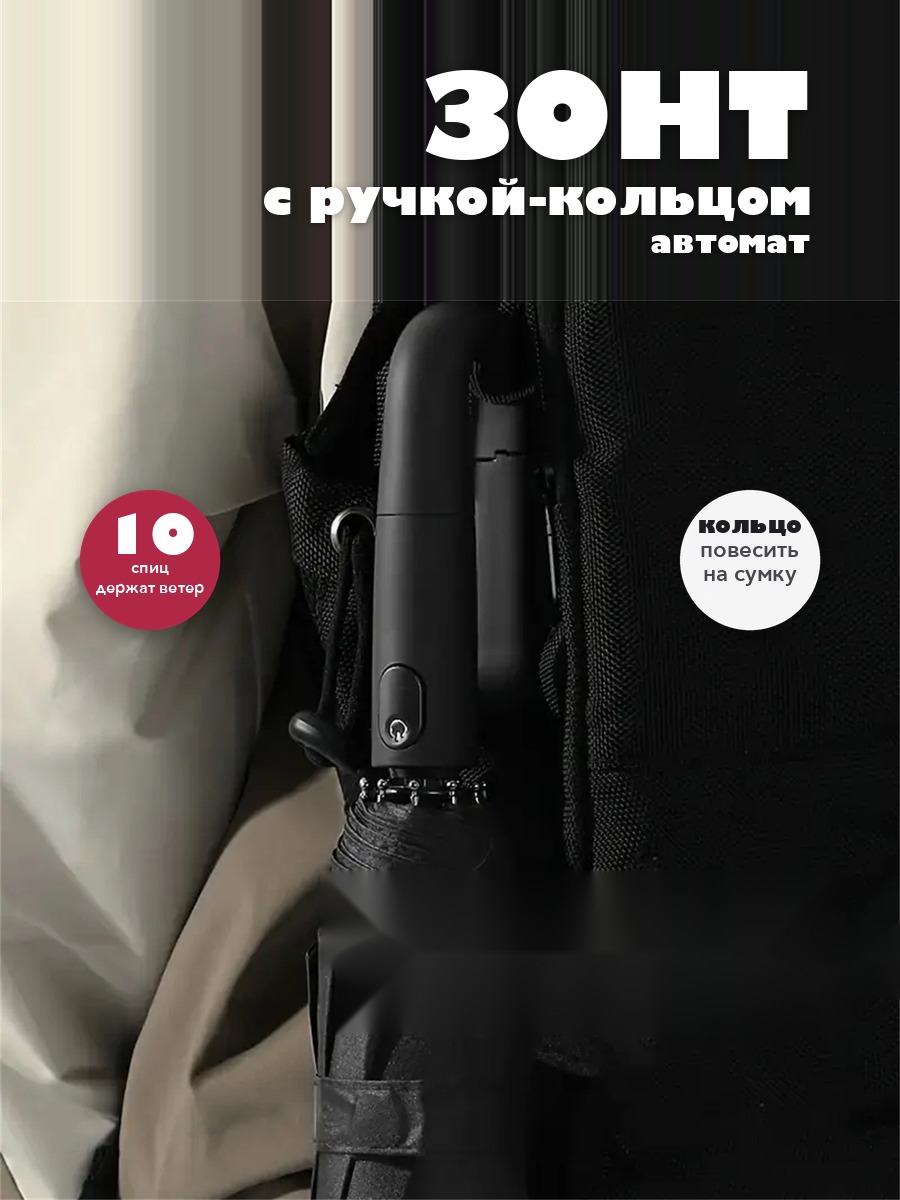 ЗОНТ
с ручкой-кольцом
автомат
10
спиц
держат ветер
кольцо
повесить
на сумку